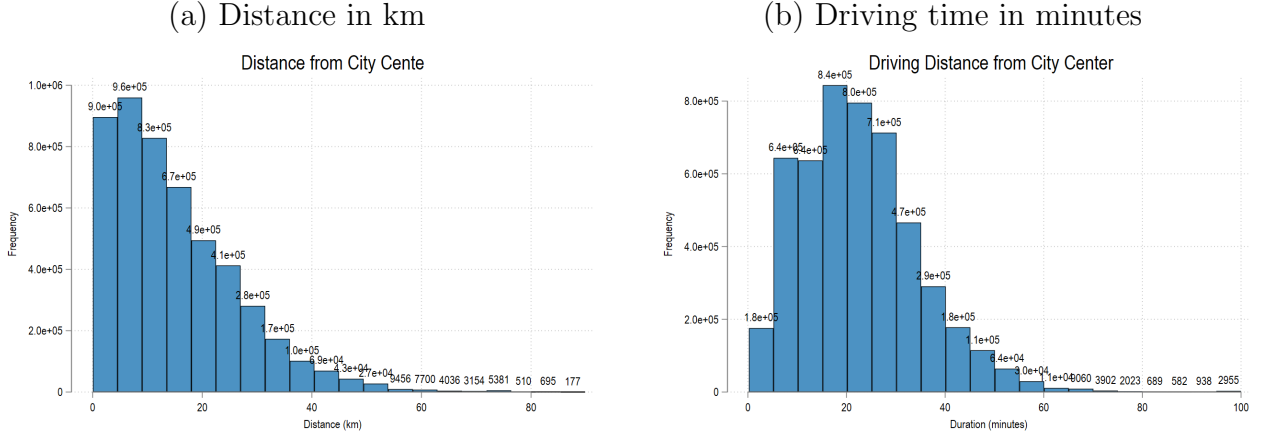 (a) Distance in km
Distance from City Cente
1.0e+06
8.0e+05
6.0e+05
4.0e+05
2.0e+05
0
Frequency
9.0e+05
9.6e+05
8.3e+05
6.7e+05
4.9e+05
4.1e+05
2.8e+05
1.7e+05
1.0e+05
6.9e+04
4.3e+04
2.7e+04
9456
7700
4036
3154
5381
510
695
177
0 20 40 60 80
Distance (km)
(b) Driving time in minutes
Driving Distance from City Center
8.0e+05
6.0e+05
4.0e+05
2.0e+05
0
Frequency
1.8e+05
6.4e+05
6.4e+05
8.4e+05
8.0e+05
7.1e+05
4.7e+05
2.9e+05
1.8e+05
1.1e+05
6.4e+04
3.0e+04
1.1e+04
9060
3902
2023
689
582
938
2955
0 20 40 60 80 100
Duration (minutes)